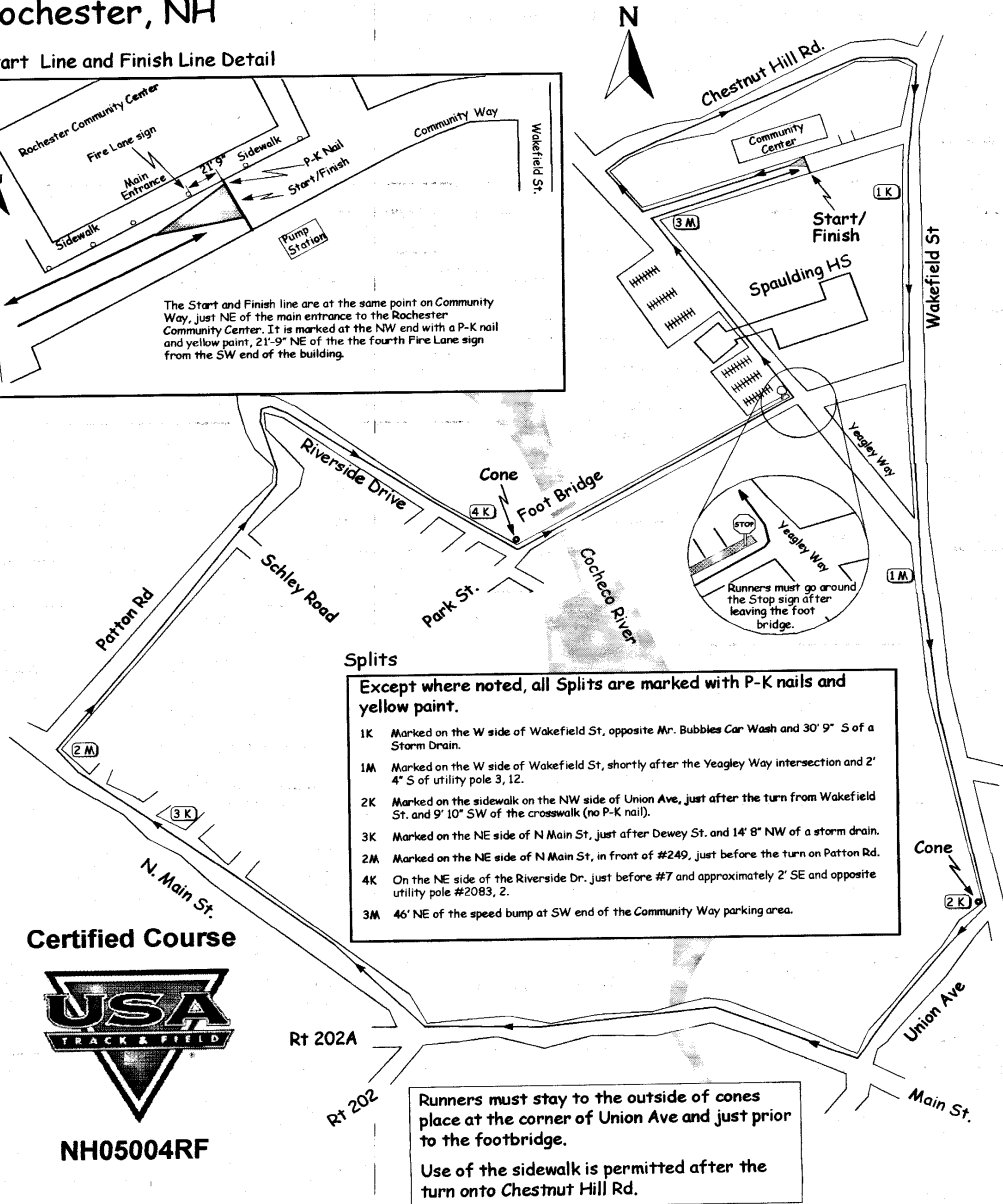 ochester, NH
art Line and Finish Line Detail
Rochester Community Center
Fire Lane sign
Main
Entrance
21' 9"
Sidewalk
Sidewalk
P-K Nail
Start/Finish
Pump
Station
Community Way
Wakefield St.
The Start and Finish line are at the same point on Community
Way, just NE of the main entrance to the Rochester
Community Center. It is marked at the NW end with a P-K nail
and yellow paint, 21'-9" NE of the the fourth Fire Lane sign
from the SW end of the building.
N
Chestnut Hill Rd.
Community
Center
1 K
3 M
Start/
Finish
Spaulding HS
Wakefield St
Yeagley Way
Riverside Drive
Cone
4 K
Foot Bridge
STOP
Yeagley Way
Runners must go around
the Stop sign after
leaving the foot
bridge.
1 M
Cocheco River
Schley Road
Park St.
Patton Rd
2 M
3 K
N. Main St.
Splits
Except where noted, all Splits are marked with P-K nails and
yellow paint.
1K Marked on the W side of Wakefield St, opposite Mr. Bubbles Car Wash and 30' 9" S of a
Storm Drain.
1M Marked on the W side of Wakefield St, shortly after the Yeagley Way intersection and 2'
4" S of utility pole 3, 12.
2K Marked on the sidewalk on the NW side of Union Ave, just after the turn from Wakefield
St. and 9' 10" SW of the crosswalk (no P-K nail).
3K Marked on the NE side of N Main St, just after Dewey St. and 14' 8" NW of a storm drain.
2M Marked on the NE side of N Main St, in front of #249, just before the turn on Patton Rd.
4K On the NE side of the Riverside Dr. just before #7 and approximately 2' SE and opposite
utility pole #2083, 2.
3M 46' NE of the speed bump at SW end of the Community Way parking area.
Cone
2 K
Union Ave
Main St.
Certified Course
USA
TRACK & FIELD
NH05004RF
Rt 202A
Rt 202
Runners must stay to the outside of cones
place at the corner of Union Ave and just prior
to the footbridge.
Use of the sidewalk is permitted after the
turn onto Chestnut Hill Rd.